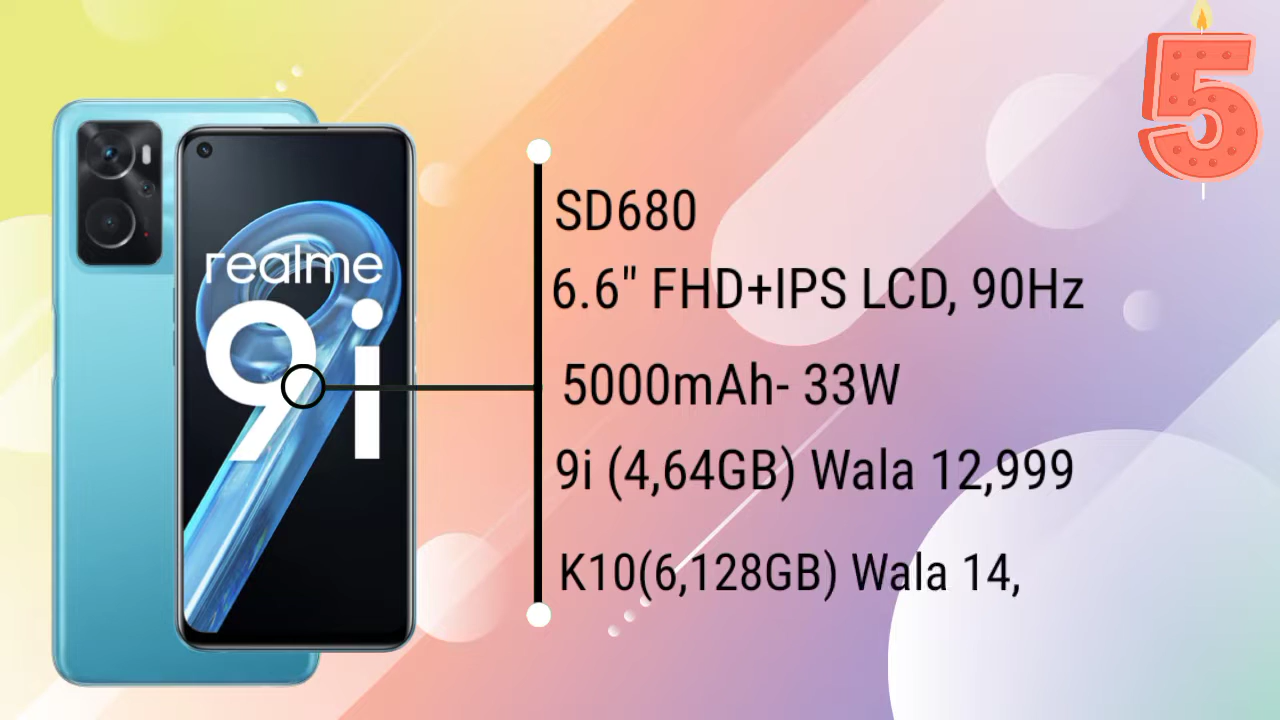 5
realme
9i
SD680
6.6" FHD+IPS LCD, 90Hz
5000mAh- 33W
9i (4,64GB) Wala 12,999
K10(6,128GB) Wala 14,